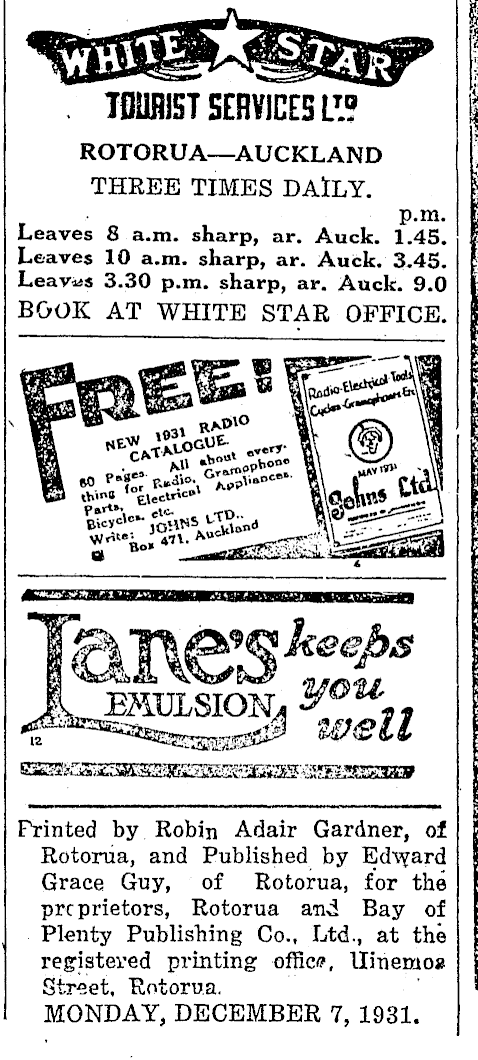 WHITE STAR
TOURIST SERVICES LTD
ROTORUA—AUCKLAND
THREE TIMES DAILY.
p.m.
Leaves 8 a.m. sharp, ar. Auck. 1.45.
Leaves 10 a.m. sharp, ar. Auck. 3.45.
Leaves 3.30 p.m. sharp, ar. Auck. 9.0
BOOK AT WHITE STAR OFFICE.
FREE!
NEW 1931 RADIO
CATALOGUE.
80 Pages. All about every-
thing for Radio, Gramophone
Parts, Electrical Appliances,
Bicycles, etc.
Write: JOHNS LTD.,
Box 471, Auckland
Radio-Electrical Tools
Cycles-Gramophones Etc
MAY 1931
Johns Ltd
4
Lane's
EMULSION
keeps
you
well
12
Printed by Robin Adair Gardner, of
Rotorua, and Published by Edward
Grace Guy, of Rotorua, for the
proprietors, Rotorua and Bay of
Plenty Publishing Co., Ltd., at the
registered printing office, Hinemoa
Street, Rotorua.
MONDAY, DECEMBER 7, 1931.